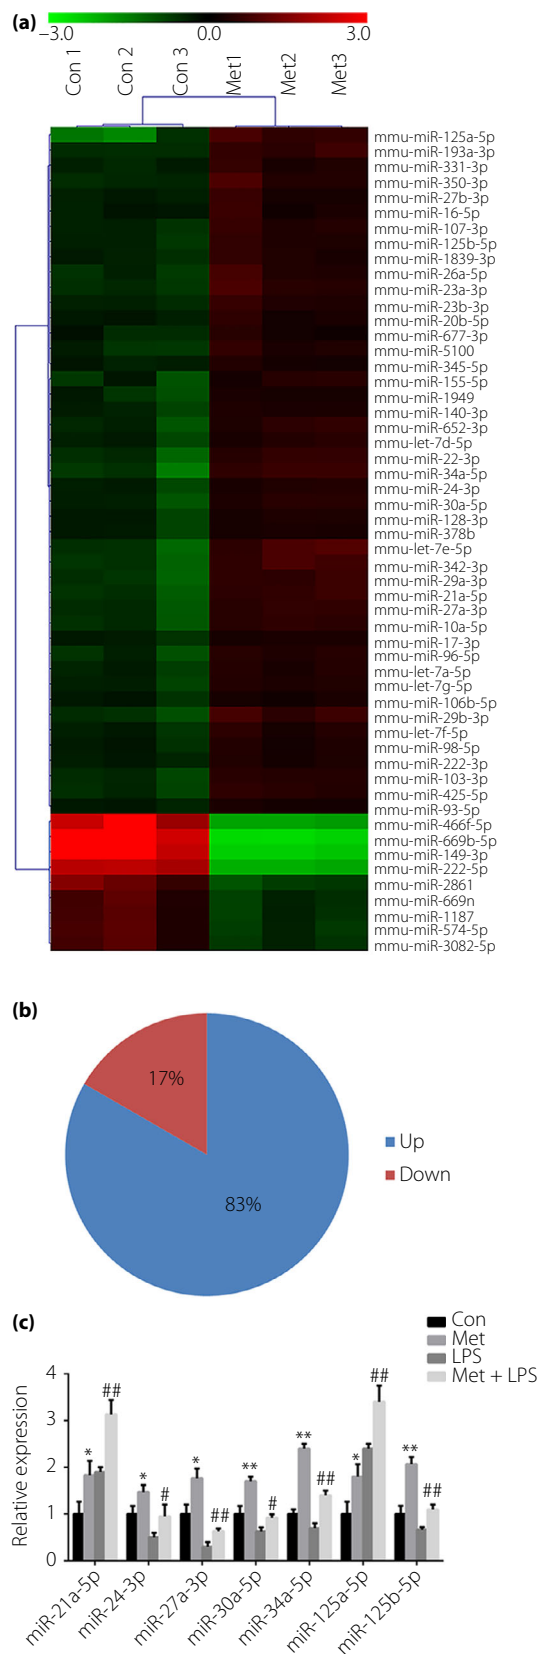 (a)
−3.0 0.0 3.0
Con 1 Con 2 Con 3 Met1 Met2 Met3
mmu-miR-125a-5p
mmu-miR-193a-3p
mmu-miR-331-3p
mmu-miR-350-3p
mmu-miR-27b-3p
mmu-miR-16-5p
mmu-miR-107-3p
mmu-miR-125b-5p
mmu-miR-1839-3p
mmu-miR-26a-5p
mmu-miR-23a-3p
mmu-miR-23b-3p
mmu-miR-20b-5p
mmu-miR-677-3p
mmu-miR-5100
mmu-miR-345-5p
mmu-miR-155-5p
mmu-miR-1949
mmu-miR-140-3p
mmu-miR-652-3p
mmu-let-7d-5p
mmu-miR-22-3p
mmu-miR-34a-5p
mmu-miR-24-3p
mmu-miR-30a-5p
mmu-miR-128-3p
mmu-miR-378b
mmu-let-7e-5p
mmu-miR-342-3p
mmu-miR-29a-3p
mmu-miR-21a-5p
mmu-miR-27a-3p
mmu-miR-10a-5p
mmu-miR-17-3p
mmu-miR-96-5p
mmu-let-7a-5p
mmu-let-7g-5p
mmu-miR-106b-5p
mmu-miR-29b-3p
mmu-let-7f-5p
mmu-miR-98-5p
mmu-miR-222-3p
mmu-miR-103-3p
mmu-miR-425-5p
mmu-miR-93-5p
mmu-miR-466f-5p
mmu-miR-669b-5p
mmu-miR-149-3p
mmu-miR-222-5p
mmu-miR-2861
mmu-miR-669n
mmu-miR-1187
mmu-miR-574-5p
mmu-miR-3082-5p
(b)
17%
83%
Up
Down
(c)
Con
Met
LPS
Met + LPS
Relative expression
4
3
2
1
0
* ## * # * ## ** # ** ## * ## ** ##
miR-21a-5p miR-24-3p miR-27a-3p miR-30a-5p miR-34a-5p miR-125a-5p miR-125b-5p